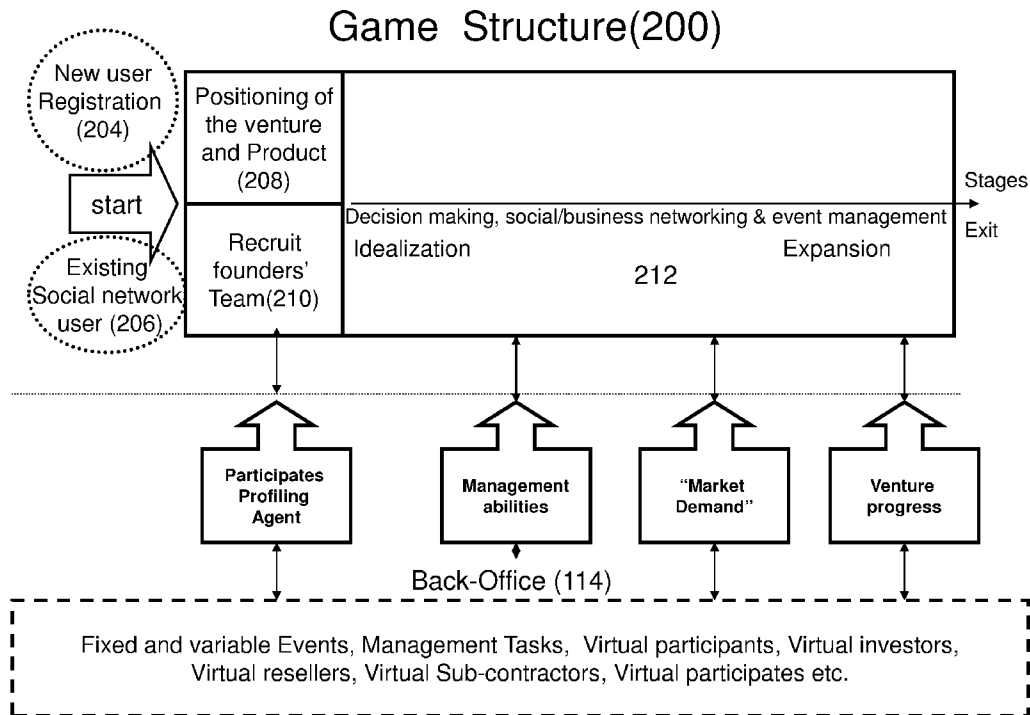 Game Structure(200)
New user
Registration
(204)
start
Existing
Social network
user (206)
Positioning of
the venture
and Product
(208)
Recruit
founders'
Team(210)
Stages
Decision making, social/business networking & event management
Exit
Idealization
Expansion
212
Participates
Profiling
Agent
Management
abilities
“Market
Demand”
Venture
progress
Back-Office (114)
Fixed and variable Events, Management Tasks, Virtual participants, Virtual investors,
Virtual resellers, Virtual Sub-contractors, Virtual participates etc.